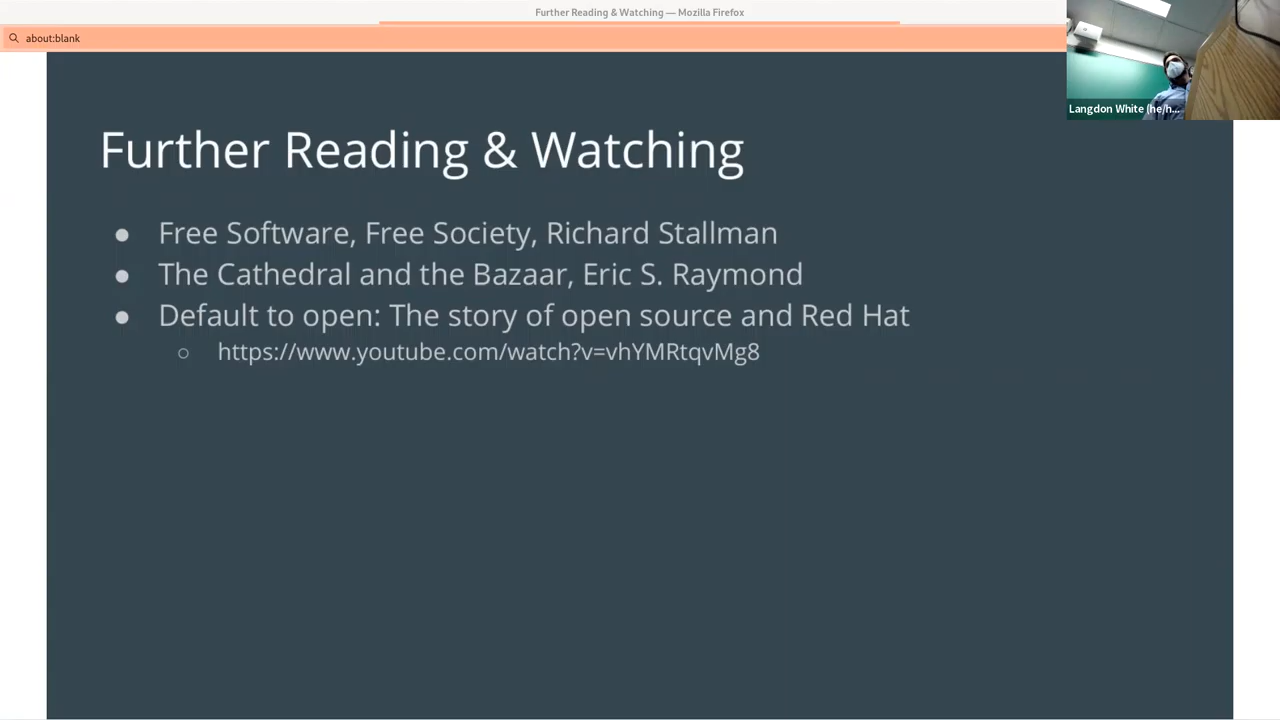 Further Reading & Watching — Mozilla Firefox
about:blank
Langdon White (he/h...
Further Reading & Watching
● Free Software, Free Society, Richard Stallman
● The Cathedral and the Bazaar, Eric S. Raymond
● Default to open: The story of open source and Red Hat
○ https://www.youtube.com/watch?v=vhYMRtqvMg8